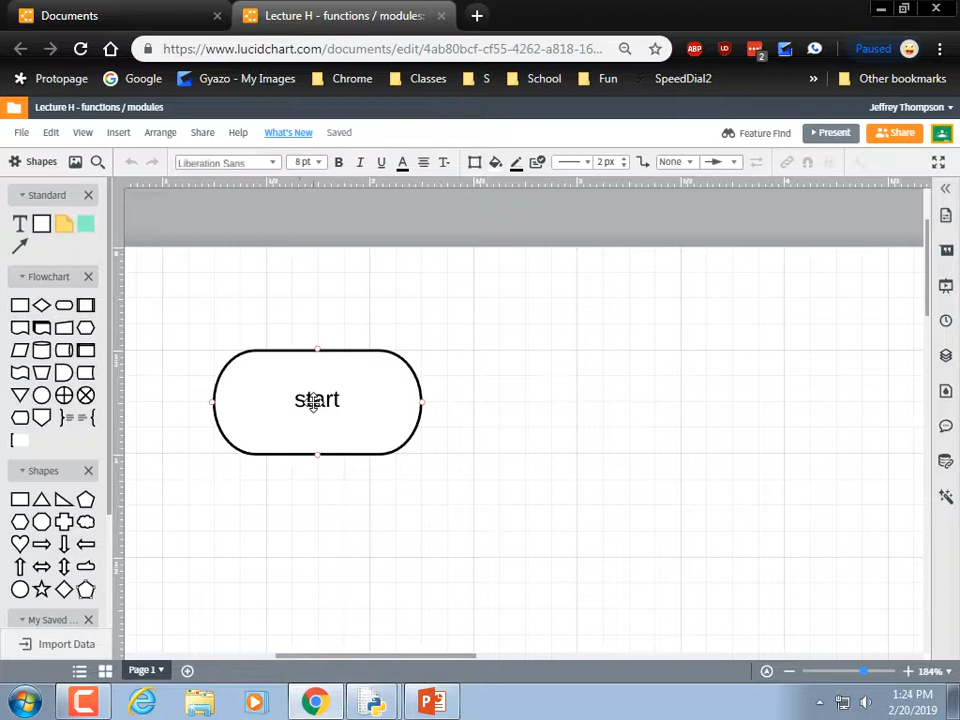 Documents
Lecture H - functions / modules:
https://www.lucidchart.com/documents/edit/4ab80bcf-cf55-4262-a818-16...
ABP
2
Paused
Protopage
Google
Gyazo - My Images
Chrome
Classes
S
School
Fun
SpeedDial2
»
Other bookmarks
Lecture H - functions / modules
Jeffrey Thompson
File
Edit
View
Insert
Arrange
Share
Help
What's New
Saved
Feature Find
Present
Share
Shapes
Liberation Sans
8 pt
B
I
U
A
T
2 px
None
Standard
T
Flowchart
start
Shapes
My Saved ...
Import Data
Page 1
184%
1:24 PM
2/20/2019